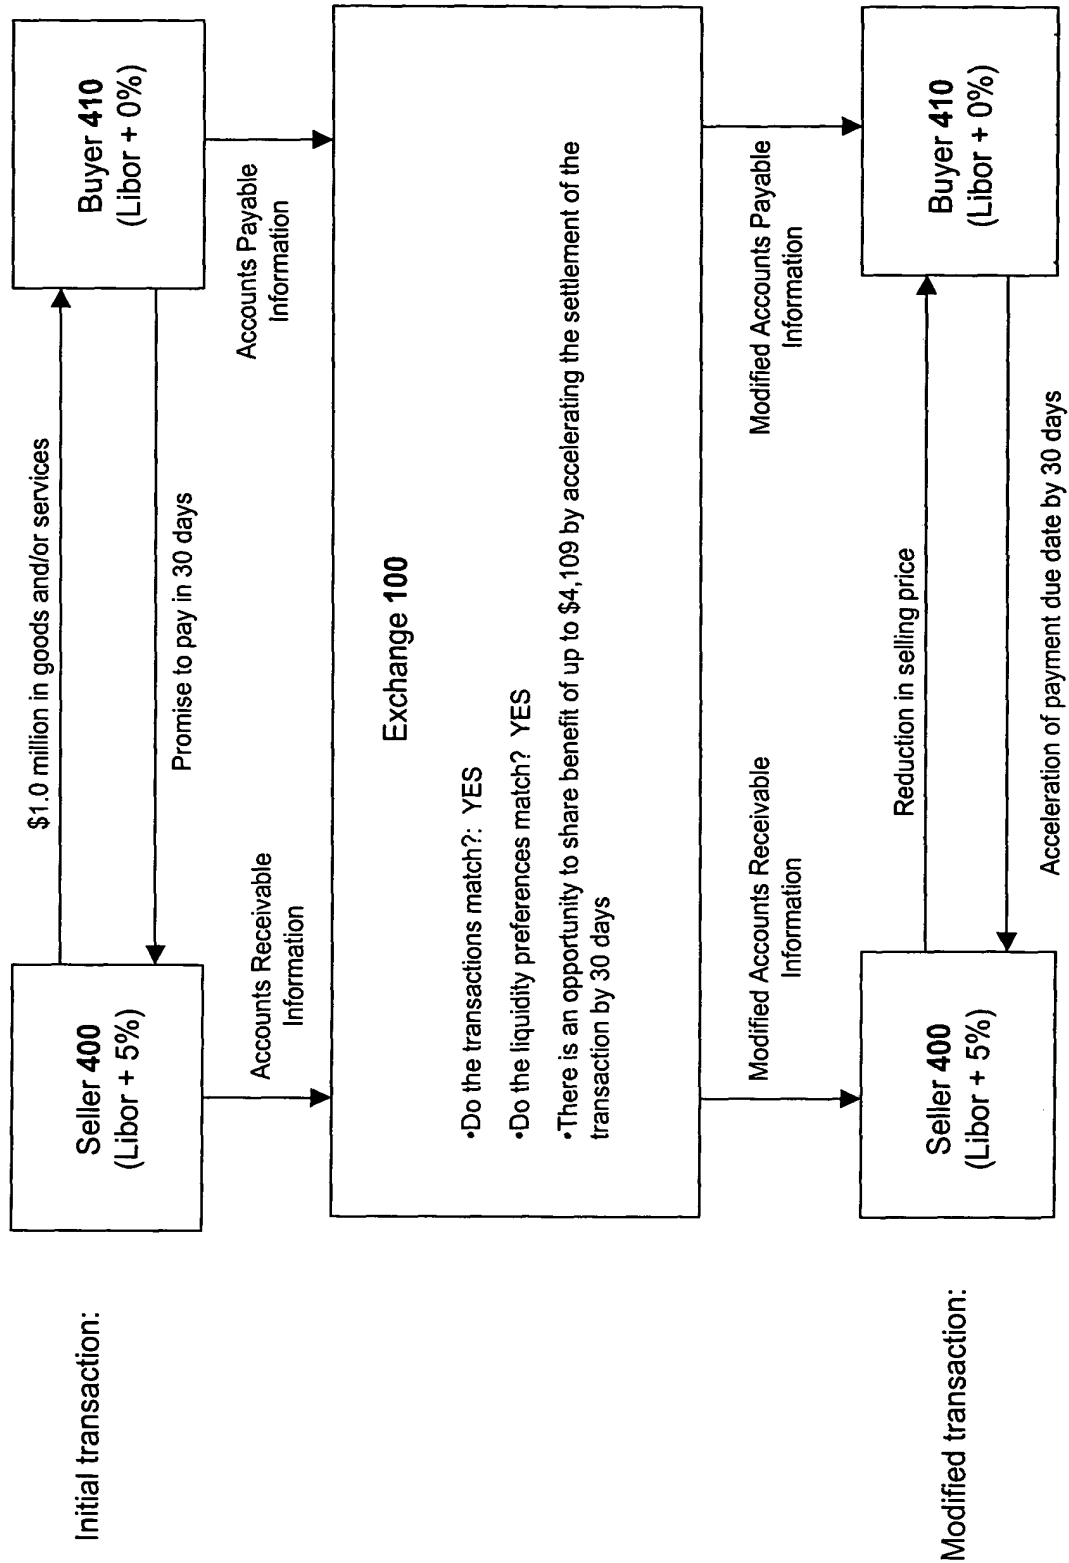 Initial transaction:
Seller 400
(Libor + 5%)
$1.0 million in goods and/or services
Promise to pay in 30 days
Buyer 410
(Libor + 0%)
Accounts Receivable
Information
Accounts Payable
Information
Exchange 100
•Do the transactions match?: YES
•Do the liquidity preferences match? YES
•There is an opportunity to share benefit of up to $4,109 by accelerating the settlement of the
transaction by 30 days
Modified Accounts Receivable
Information
Modified Accounts Payable
Information
Modified transaction:
Seller 400
(Libor + 5%)
Reduction in selling price
Acceleration of payment due date by 30 days
Buyer 410
(Libor + 0%)